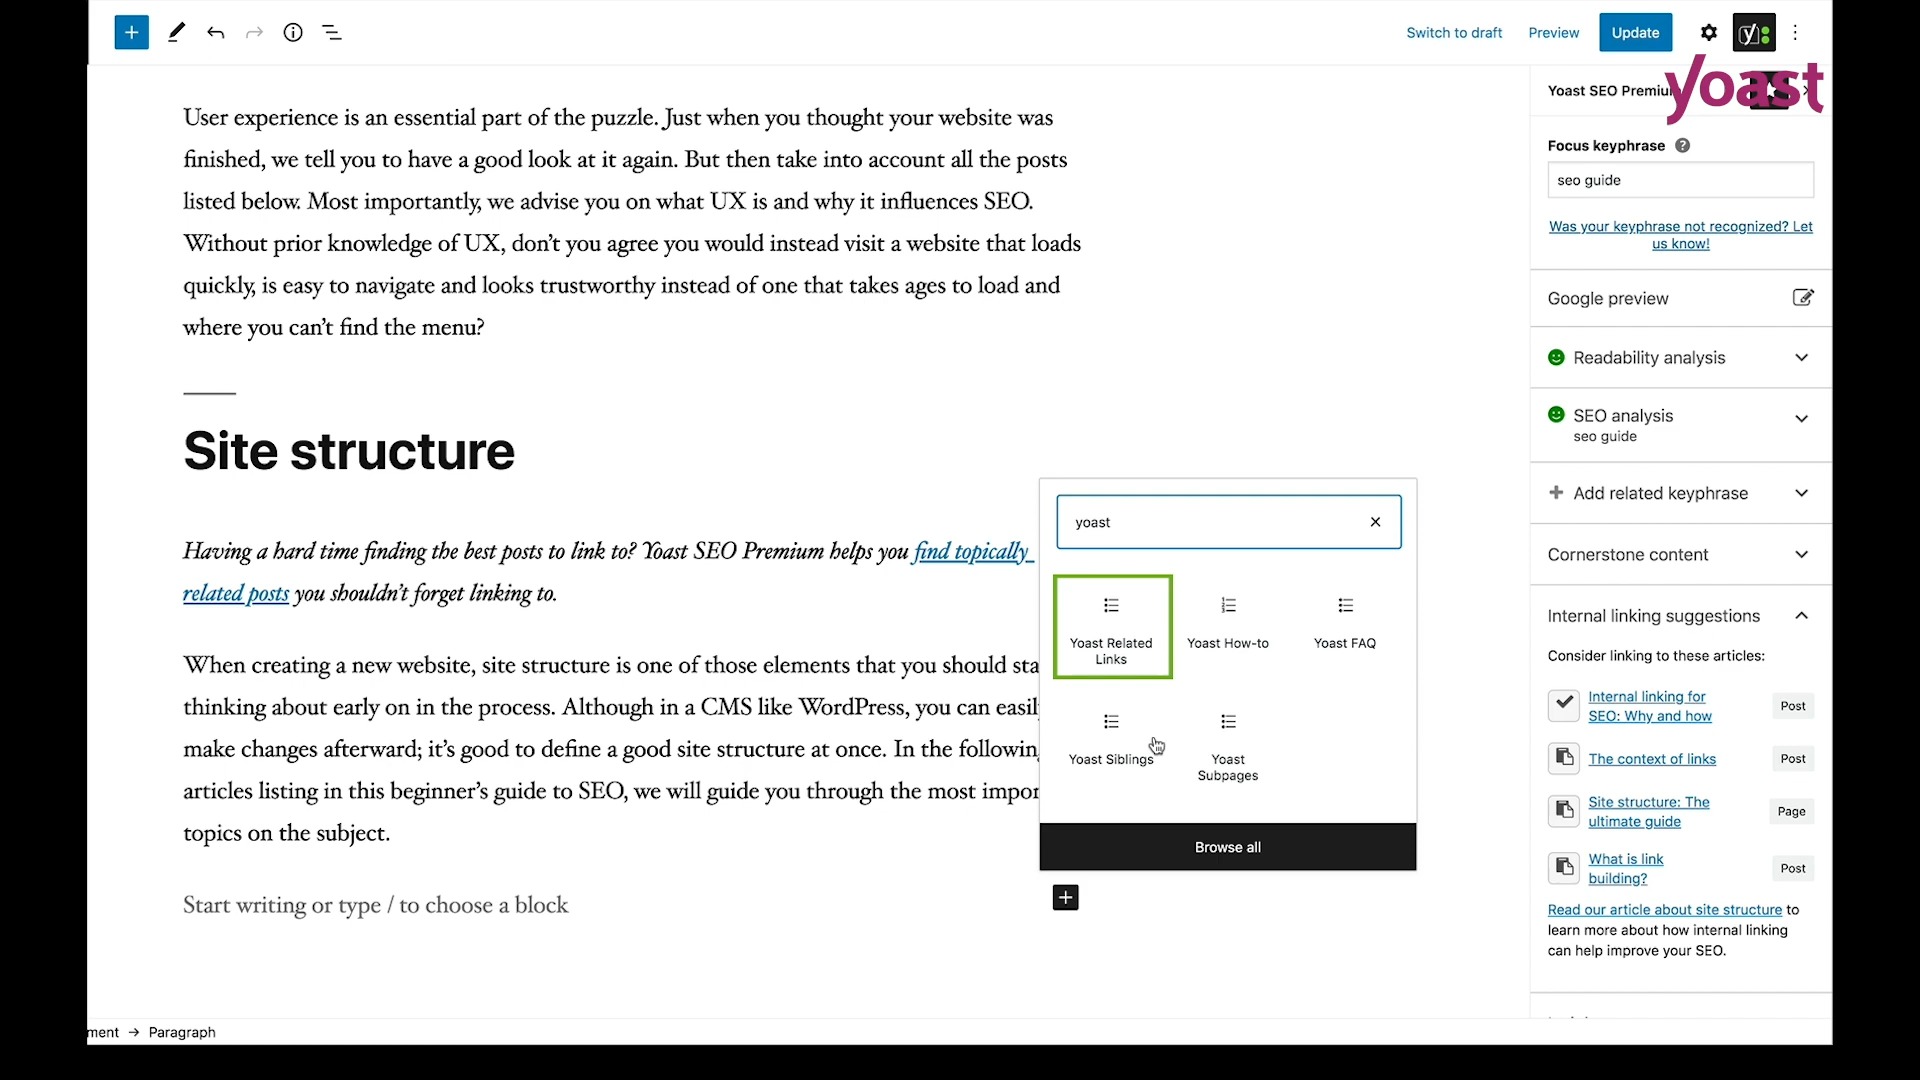 Switch to draft
Preview
Update
yoast
Yoast SEO Premium
User experience is an essential part of the puzzle. Just when you thought your website was
finished, we tell you to have a good look at it again. But then take into account all the posts
listed below. Most importantly, we advise you on what UX is and why it influences SEO.
Without prior knowledge of UX, don’t you agree you would instead visit a website that loads
quickly, is easy to navigate and looks trustworthy instead of one that takes ages to load and
where you can’t find the menu?
Site structure
Having a hard time finding the best posts to link to? Yoast SEO Premium helps you find topically
related posts you shouldn’t forget linking to.
When creating a new website, site structure is one of those elements that you should sta
thinking about early on in the process. Although in a CMS like WordPress, you can easil
make changes afterward; it’s good to define a good site structure at once. In the followin
articles listing in this beginner’s guide to SEO, we will guide you through the most impor
topics on the subject.
Start writing or type / to choose a block
yoast
Yoast Related
Links
Yoast How-to
Yoast FAQ
Yoast Siblings
Yoast
Subpages
Browse all
Focus keyphrase
seo guide
Was your keyphrase not recognized? Let
us know!
Google preview
Readability analysis
SEO analysis
seo guide
Add related keyphrase
Cornerstone content
Internal linking suggestions
Consider linking to these articles:
Internal linking for
SEO: Why and how
Post
The context of links
Post
Site structure: The
ultimate guide
Page
What is link
building?
Post
Read our article about site structure to
learn more about how internal linking
can help improve your SEO.
ment → Paragraph